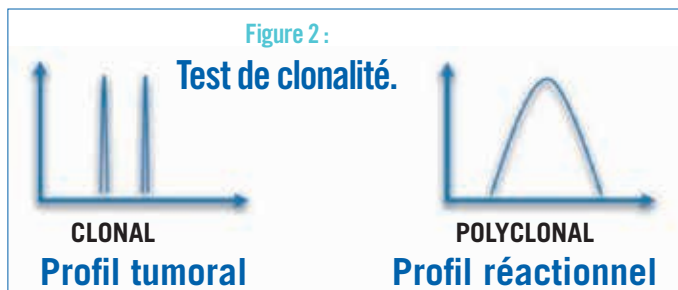 Figure 2 :
Test de clonalité.
CLONAL
Profil tumoral
POLYCLONAL
Profil réactionnel